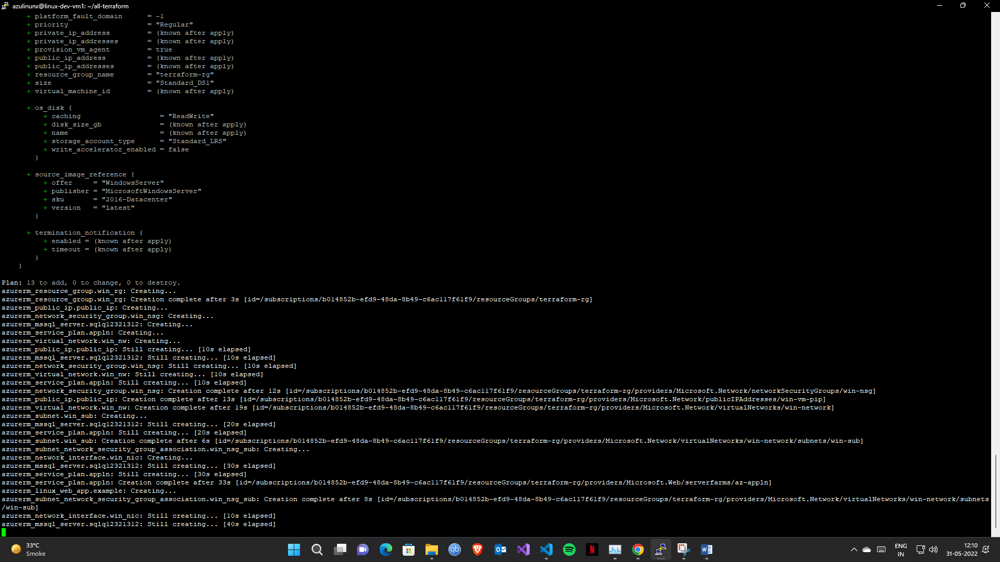 azulinunx@linux-dev-vm1: ~/all-terraform
+ platform_fault_domain = -1
+ priority = "Regular"
+ private_ip_address = (known after apply)
+ private_ip_addresses = (known after apply)
+ provision_vm_agent = true
+ public_ip_address = (known after apply)
+ public_ip_addresses = (known after apply)
+ resource_group_name = "terraform-rg"
+ size = "Standard_DS1"
+ virtual_machine_id = (known after apply)
+ os_disk {
+ caching = "ReadWrite"
+ disk_size_gb = (known after apply)
+ name = (known after apply)
+ storage_account_type = "Standard_LRS"
+ write_accelerator_enabled = false
}
+ source_image_reference {
+ offer = "WindowsServer"
+ publisher = "MicrosoftWindowsServer"
+ sku = "2016-Datacenter"
+ version = "latest"
}
+ termination_notification {
+ enabled = (known after apply)
+ timeout = (known after apply)
}
}
Plan: 13 to add, 0 to change, 0 to destroy.
azurerm_resource_group.win_rg: Creating...
azurerm_resource_group.win_rg: Creation complete after 3s [id=/subscriptions/b014852b-efd9-48da-8b49-c6ac117f61f9/resourceGroups/terraform-rg]
azurerm_public_ip.public_ip: Creating...
azurerm_network_security_group.win_nsg: Creating...
azurerm_mssql_server.sqlq12321312: Creating...
azurerm_service_plan.appln: Creating...
azurerm_virtual_network.win_nw: Creating...
azurerm_public_ip.public_ip: Still creating... [10s elapsed]
azurerm_mssql_server.sqlq12321312: Still creating... [10s elapsed]
azurerm_network_security_group.win_nsg: Still creating... [10s elapsed]
azurerm_virtual_network.win_nw: Still creating... [10s elapsed]
azurerm_service_plan.appln: Still creating... [10s elapsed]
azurerm_network_security_group.win_nsg: Creation complete after 12s [id=/subscriptions/b014852b-efd9-48da-8b49-c6ac117f61f9/resourceGroups/terraform-rg/providers/Microsoft.Network/networkSecurityGroups/win-nsg]
azurerm_public_ip.public_ip: Creation complete after 13s [id=/subscriptions/b014852b-efd9-48da-8b49-c6ac117f61f9/resourceGroups/terraform-rg/providers/Microsoft.Network/publicIPAddresses/win-vm-pip]
azurerm_virtual_network.win_nw: Creation complete after 19s [id=/subscriptions/b014852b-efd9-48da-8b49-c6ac117f61f9/resourceGroups/terraform-rg/providers/Microsoft.Network/virtualNetworks/win-network]
azurerm_subnet.win_sub: Creating...
azurerm_mssql_server.sqlq12321312: Still creating... [20s elapsed]
azurerm_service_plan.appln: Still creating... [20s elapsed]
azurerm_subnet.win_sub: Creation complete after 6s [id=/subscriptions/b014852b-efd9-48da-8b49-c6ac117f61f9/resourceGroups/terraform-rg/providers/Microsoft.Network/virtualNetworks/win-network/subnets/win-sub]
azurerm_subnet_network_security_group_association.win_nsg_sub: Creating...
azurerm_network_interface.win_nic: Creating...
azurerm_mssql_server.sqlq12321312: Still creating... [30s elapsed]
azurerm_service_plan.appln: Still creating... [30s elapsed]
azurerm_service_plan.appln: Creation complete after 33s [id=/subscriptions/b014852b-efd9-48da-8b49-c6ac117f61f9/resourceGroups/terraform-rg/providers/Microsoft.Web/serverfarms/az-appln]
azurerm_linux_web_app.example: Creating...
azurerm_subnet_network_security_group_association.win_nsg_sub: Creation complete after 8s [id=/subscriptions/b014852b-efd9-48da-8b49-c6ac117f61f9/resourceGroups/terraform-rg/providers/Microsoft.Network/virtualNetworks/win-network/subnets
/win-sub]
azurerm_network_interface.win_nic: Still creating... [10s elapsed]
azurerm_mssql_server.sqlq12321312: Still creating... [40s elapsed]
33°C
Smoke
qb
N
ENG
IN
12:10
31-05-2022